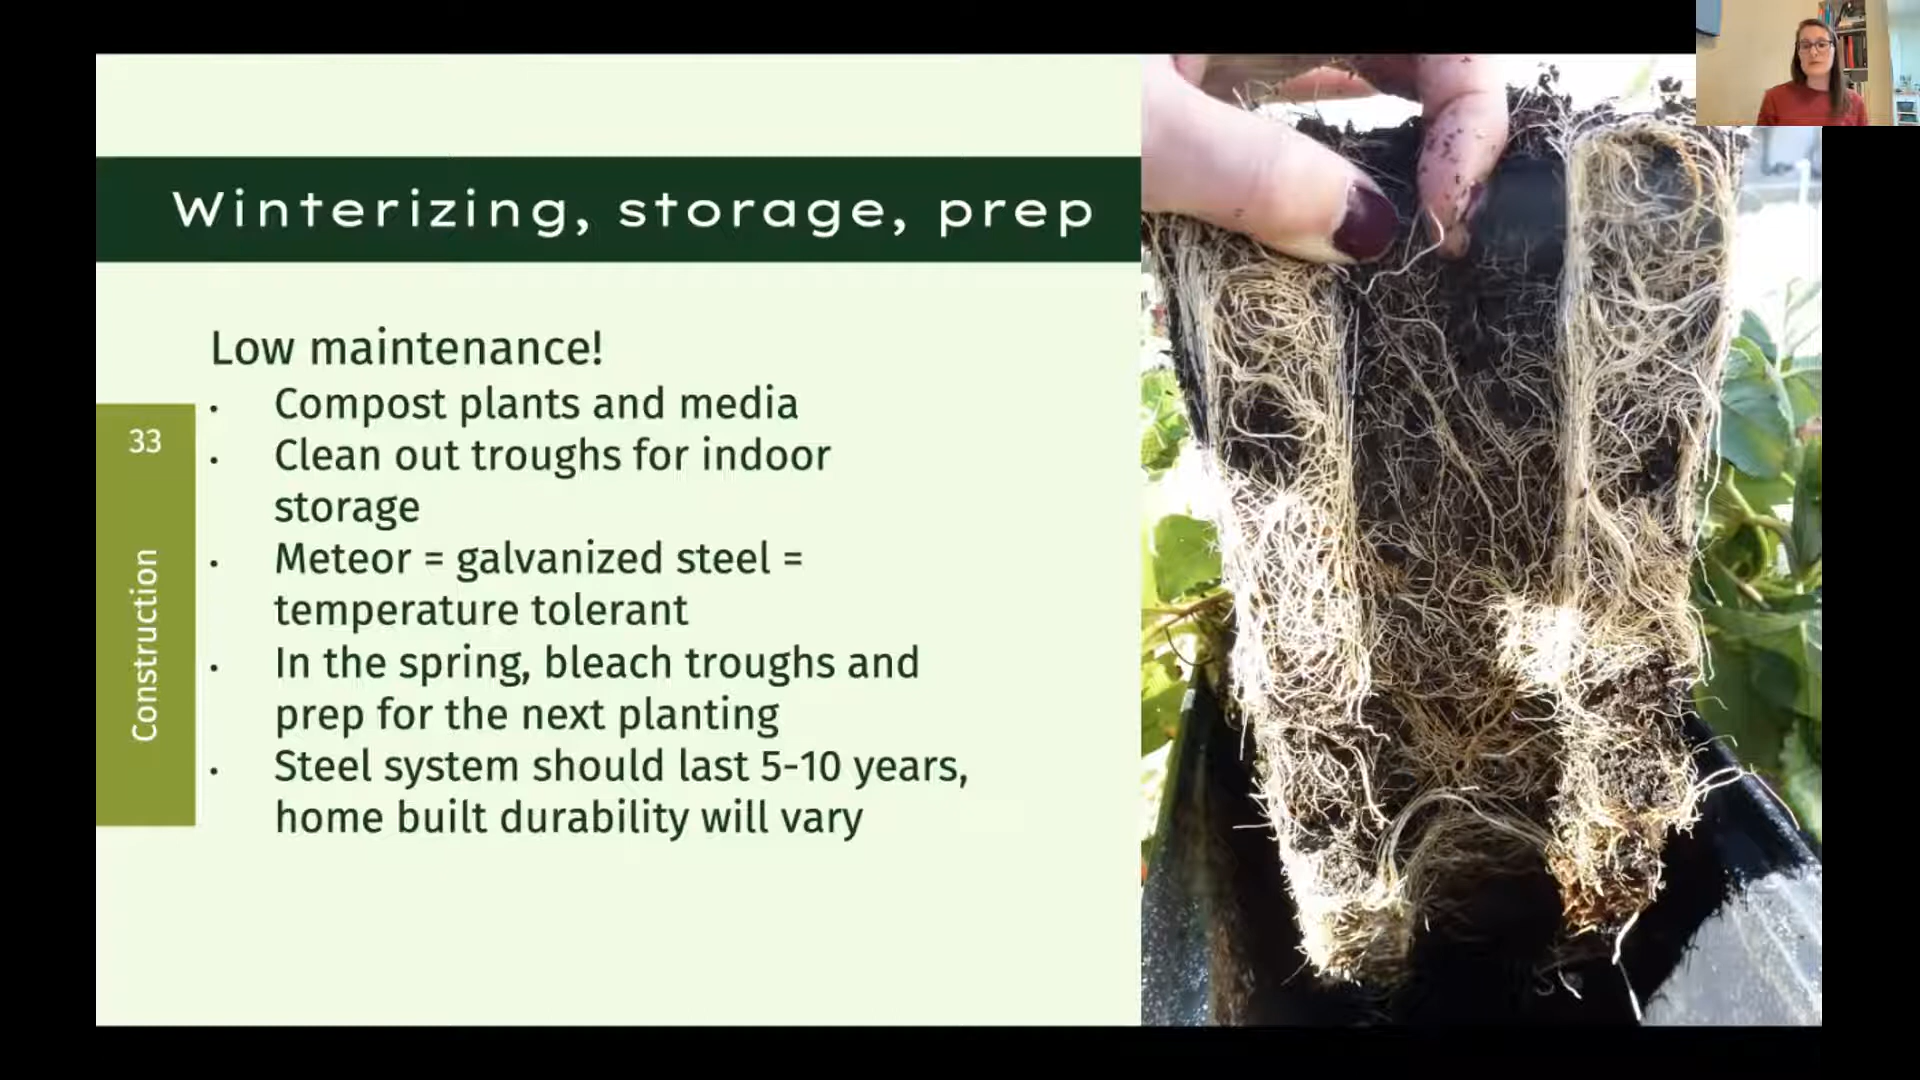 Winterizing, storage, prep
Low maintenance!
· Compost plants and media
· Clean out troughs for indoor
storage
· Meteor = galvanized steel =
temperature tolerant
· In the spring, bleach troughs and
prep for the next planting
· Steel system should last 5-10 years,
home built durability will vary
33
Construction